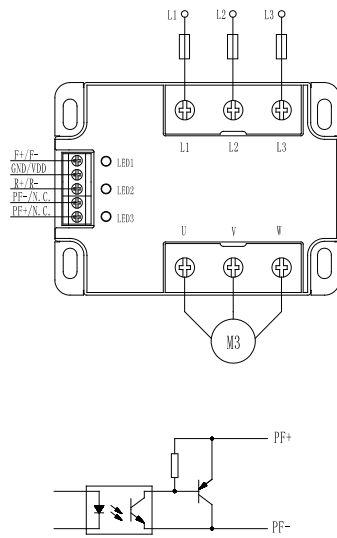 L1 L2 L3
L1 L2 L3
F+/F-
GND/VDD
R+/R-
PF-/N.C.
PF+/N.C.
LED1
LED2
LED3
U V W
M3
PF+
PF-